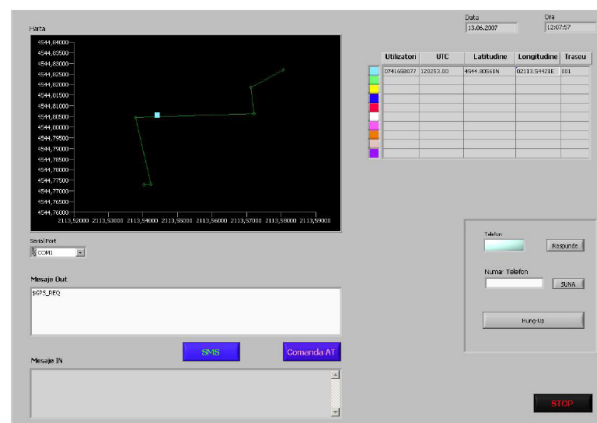 Data
Ora
13.06.2007
12:07:57
Harta
4544,84000
4544,83500
4544,83000
4544,82500
4544,82000
4544,81500
4544,81000
4544,80500
4544,80000
4544,79500
4544,79000
4544,78500
4544,78000
4544,77500
4544,77000
4544,76500
4544,76000
2113,52000 2113,53000 2113,54000 2113,55000 2113,56000 2113,57000 2113,58000 2113,59000
Utilizatori UTC Latitudine Longitudine Traseu
120253.00 4544.80561N 02113.54421E 001
Serial Port
COM1
Telefon
Raspunde
Numar Telefon
SUNA
Hung-Up
Mesaje Out
$GPS_REQ
SMS
Comanda AT
Mesaje IN
STOP